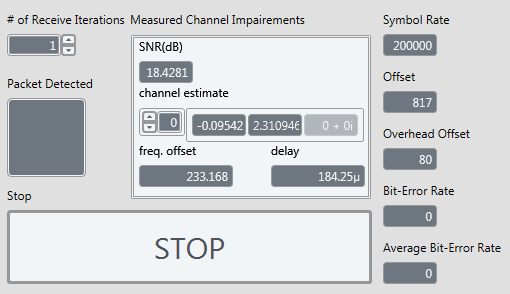 # of Receive Iterations
1
Packet Detected
Stop
STOP
Measured Channel Impairements
SNR(dB)
18.4281
channel estimate
0 -0.09542 2.310946 0 + 0i
freq. offset delay
233.168 184.25µ
Symbol Rate
200000
Offset
817
Overhead Offset
80
Bit-Error Rate
0
Average Bit-Error Rate
0